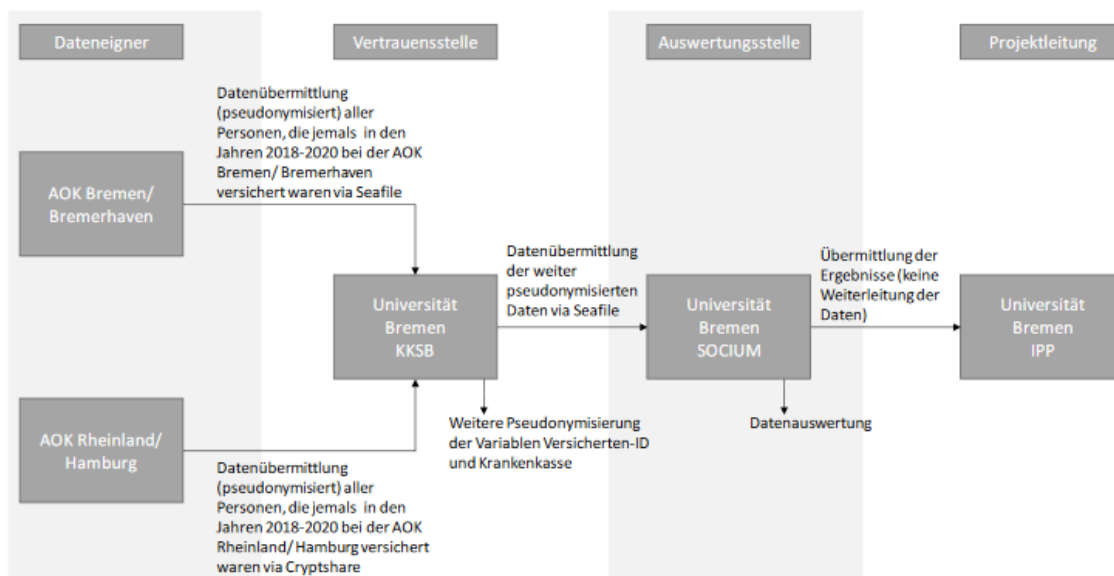 Dateneigner
Vertrauensstelle
Auswertungsstelle
Projektleitung
Datenübermittlung
(pseudonymisiert) aller
Personen, die jemals in den
Jahren 2018-2020 bei der AOK
Bremen/ Bremerhaven
versichert waren via Seafile
AOK Bremen/
Bremerhaven
Datenübermittlung
der weiter
pseudonymisierten
Daten via Seafile
Übermittlung der
Ergebnisse (keine
Weiterleitung der
Daten)
Universität
Bremen
KKSB
Universität
Bremen
SOCIUM
Universität
Bremen
IPP
Weitere Pseudonymisierung
der Variablen Versicherten-ID
und Krankenkasse
Datenauswertung
AOK Rheinland/
Hamburg
Datenübermittlung
(pseudonymisiert) aller
Personen, die jemals in den
Jahren 2018-2020 bei der AOK
Rheinland/ Hamburg versichert
waren via Cryptshare